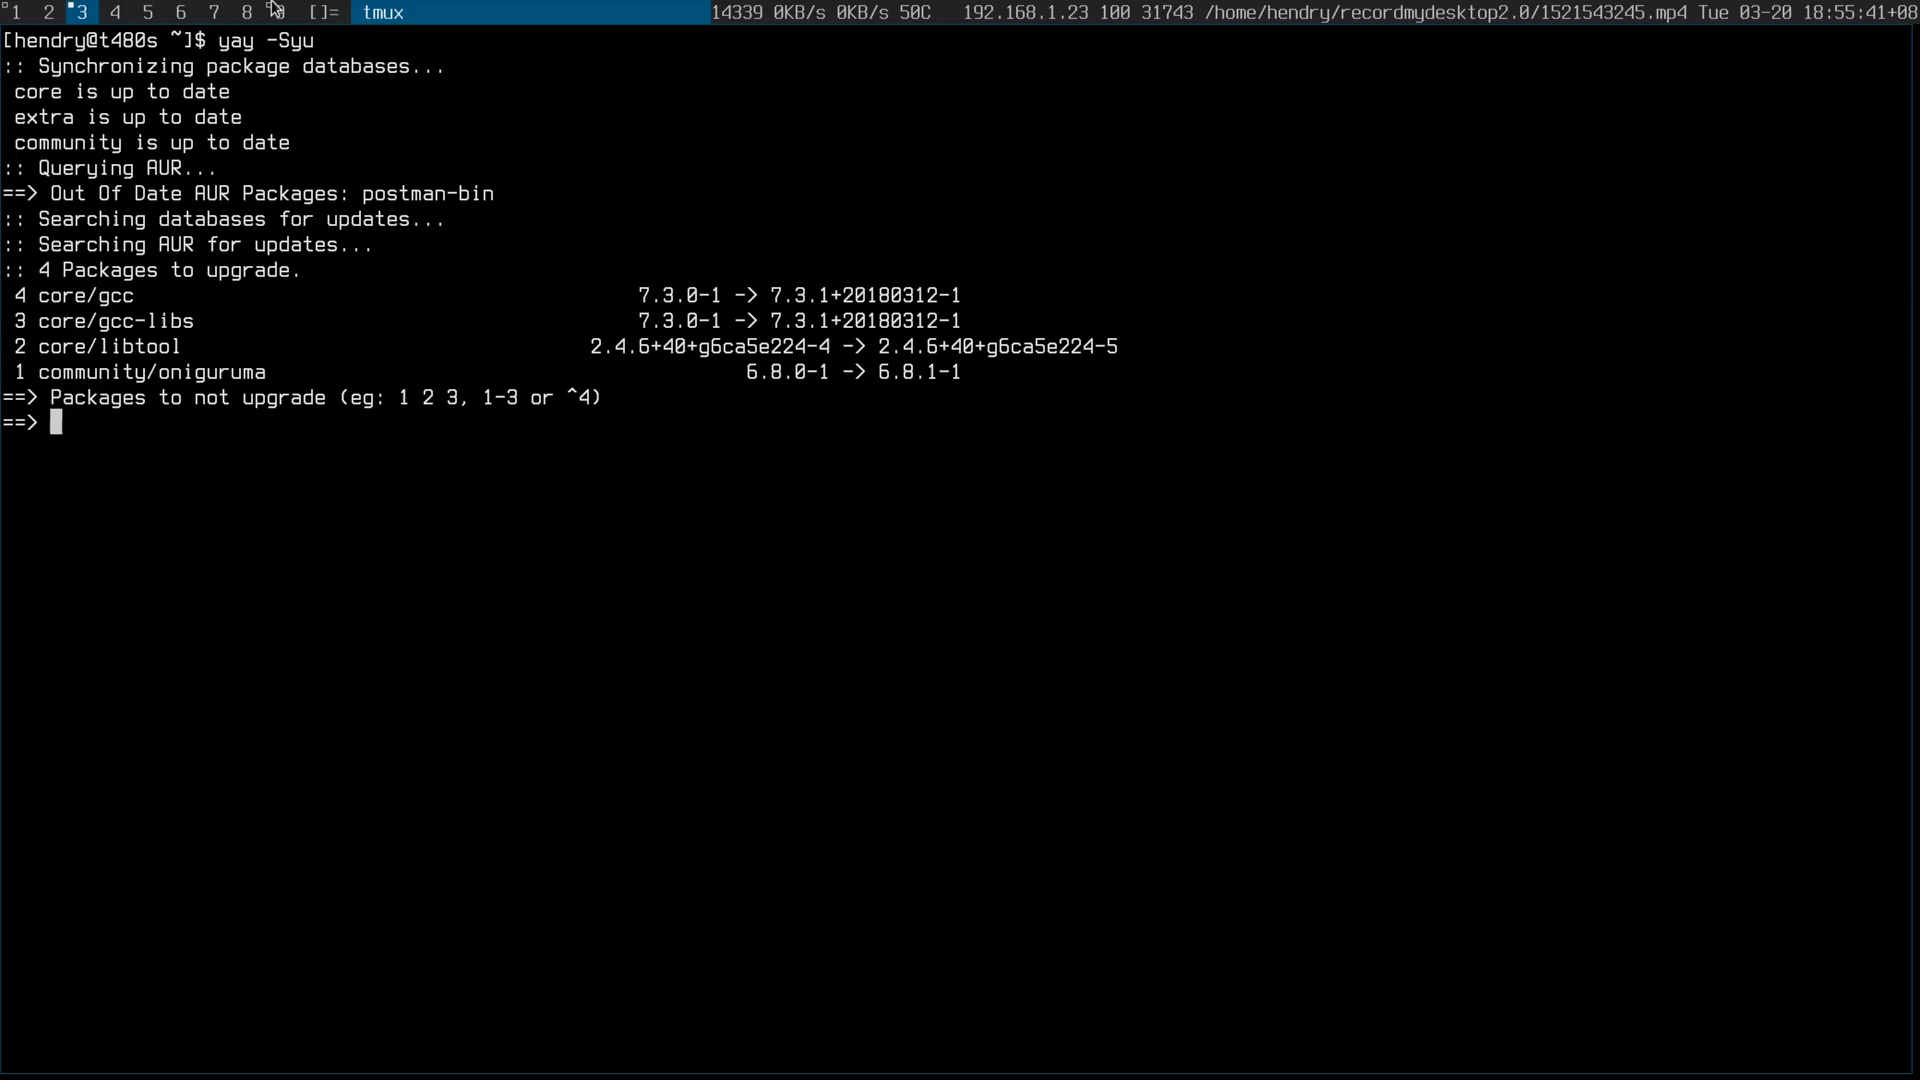 1 2 3 4 5 6 7 8 []= tmux 14339 0KB/s 0KB/s 50C 192.168.1.23 100 31743 /home/hendry/recordmydesktop2.0/1521543245.mp4 Tue 03-20 18:55:41+08
[hendry@t480s ~]$ yay -Syu
:: Synchronizing package databases...
core is up to date
extra is up to date
community is up to date
:: Querying AUR...
==> Out Of Date AUR Packages: postman-bin
:: Searching databases for updates...
:: Searching AUR for updates...
:: 4 Packages to upgrade.
4 core/gcc 7.3.0-1 -> 7.3.1+20180312-1
3 core/gcc-libs 7.3.0-1 -> 7.3.1+20180312-1
2 core/libtool 2.4.6+40+g6ca5e224-4 -> 2.4.6+40+g6ca5e224-5
1 community/oniguruma 6.8.0-1 -> 6.8.1-1
==> Packages to not upgrade (eg: 1 2 3, 1-3 or ^4)
==>